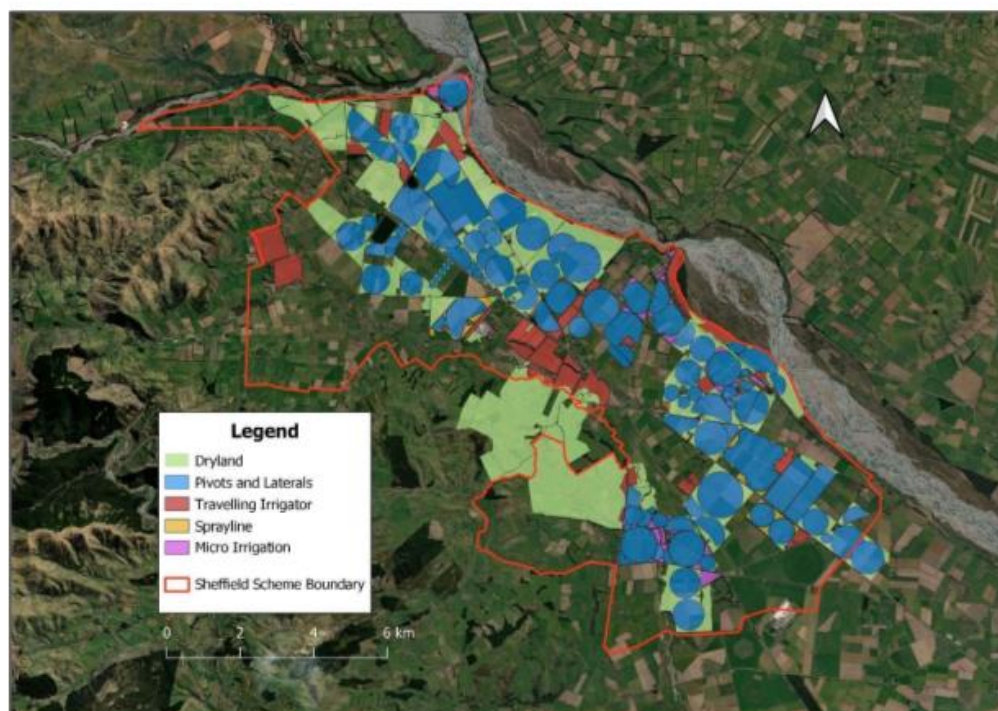 Legend
Dryland
Pivots and Laterals
Travelling Irrigator
Sprayline
Micro Irrigation
Sheffield Scheme Boundary
0 2 4 6 km